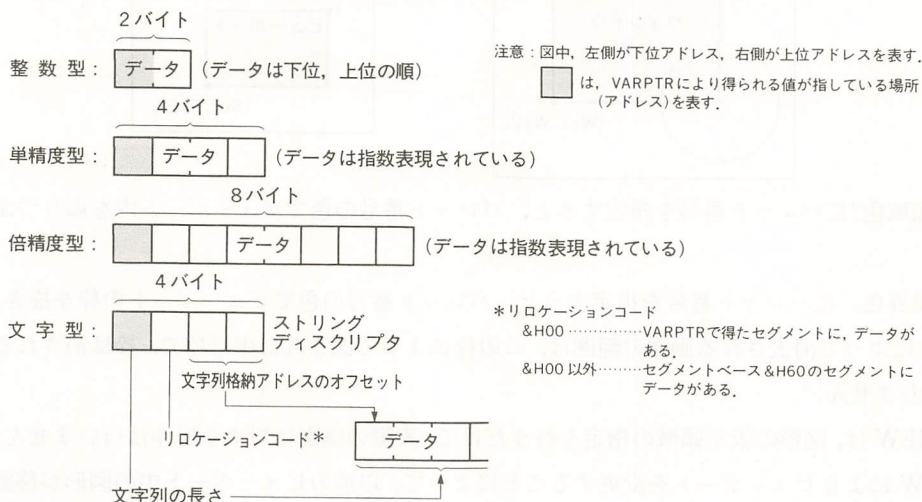 2バイト
整数型： データ （データは下位，上位の順）
注意：図中，左側が下位アドレス，右側が上位アドレスを表す．
は，VARPTRにより得られる値が指している場所
（アドレス）を表す．
4バイト
単精度型： データ （データは指数表現されている）
8バイト
倍精度型： データ （データは指数表現されている）
4バイト
文字型： ストリング
ディスクリプタ
文字列格納アドレスのオフセット
リロケーションコード＊
データ
文字列の長さ
＊リロケーションコード
&H00 ……………VARPTRで得たセグメントに，データが
ある．
&H00 以外………セグメントベース &H60のセグメントに
データがある．